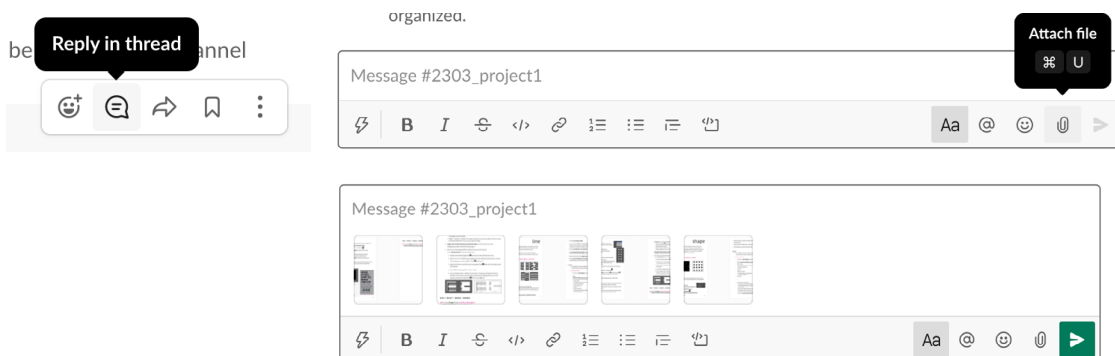 Reply in thread
be
annel
organized.
Attach file
⌘ U
Message #2303_project1
B I S </>
Aa @
Message #2303_project1
line
shape
B I S </>
Aa @